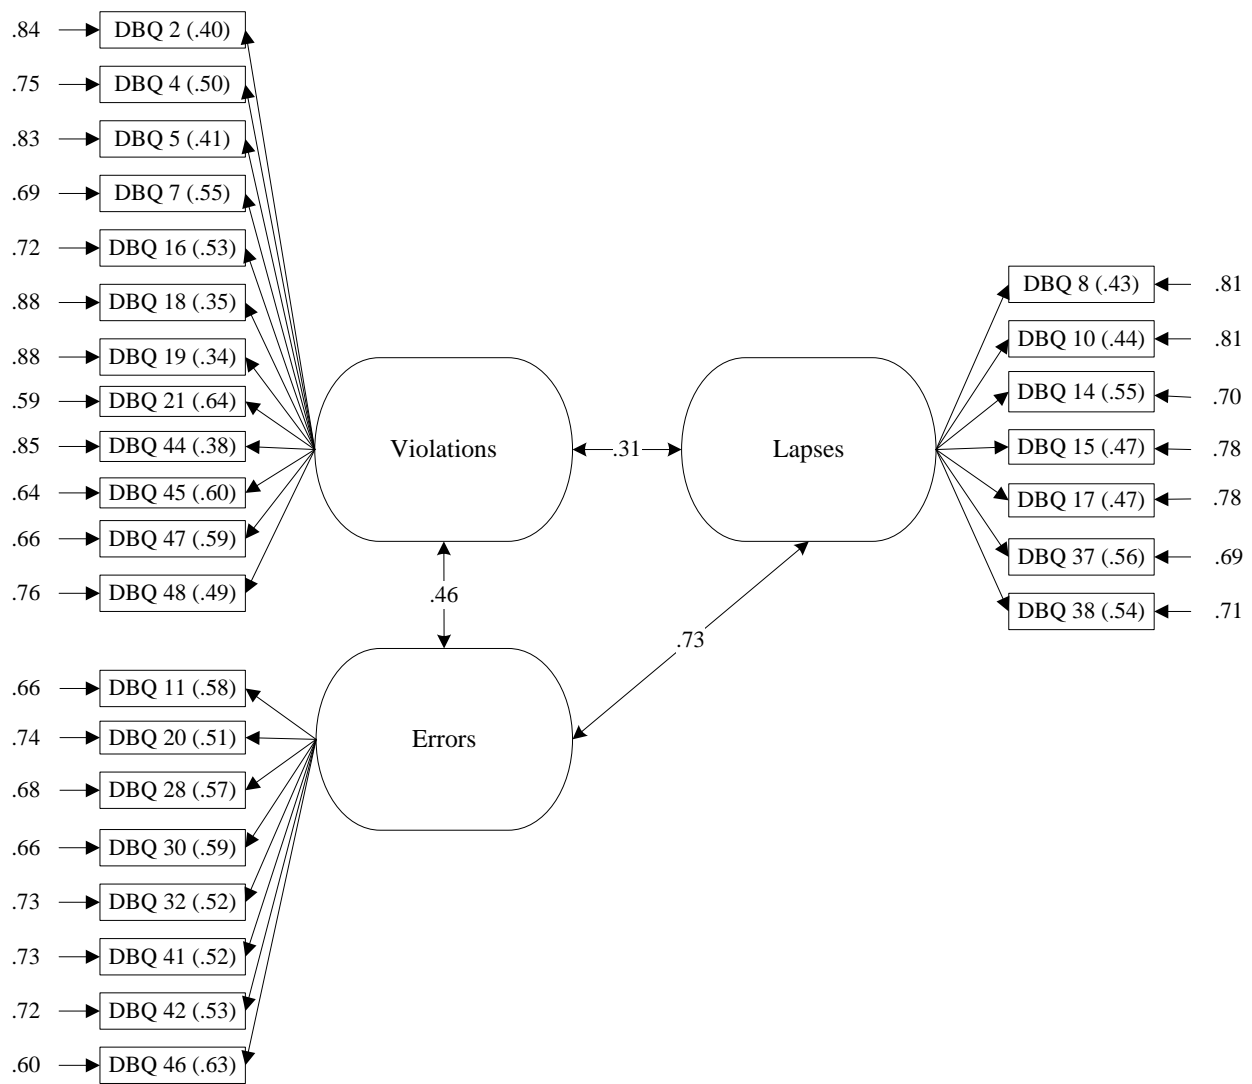 .84 DBQ 2 (.40)
.75 DBQ 4 (.50)
.83 DBQ 5 (.41)
.69 DBQ 7 (.55)
.72 DBQ 16 (.53)
.88 DBQ 18 (.35)
.88 DBQ 19 (.34)
.59 DBQ 21 (.64)
.85 DBQ 44 (.38)
.64 DBQ 45 (.60)
.66 DBQ 47 (.59)
.76 DBQ 48 (.49)
Violations
.31
Lapses
DBQ 8 (.43) .81
DBQ 10 (.44) .81
DBQ 14 (.55) .70
DBQ 15 (.47) .78
DBQ 17 (.47) .78
DBQ 37 (.56) .69
DBQ 38 (.54) .71
.46
.73
.66 DBQ 11 (.58)
.74 DBQ 20 (.51)
.68 DBQ 28 (.57)
.66 DBQ 30 (.59)
.73 DBQ 32 (.52)
.73 DBQ 41 (.52)
.72 DBQ 42 (.53)
.60 DBQ 46 (.63)
Errors